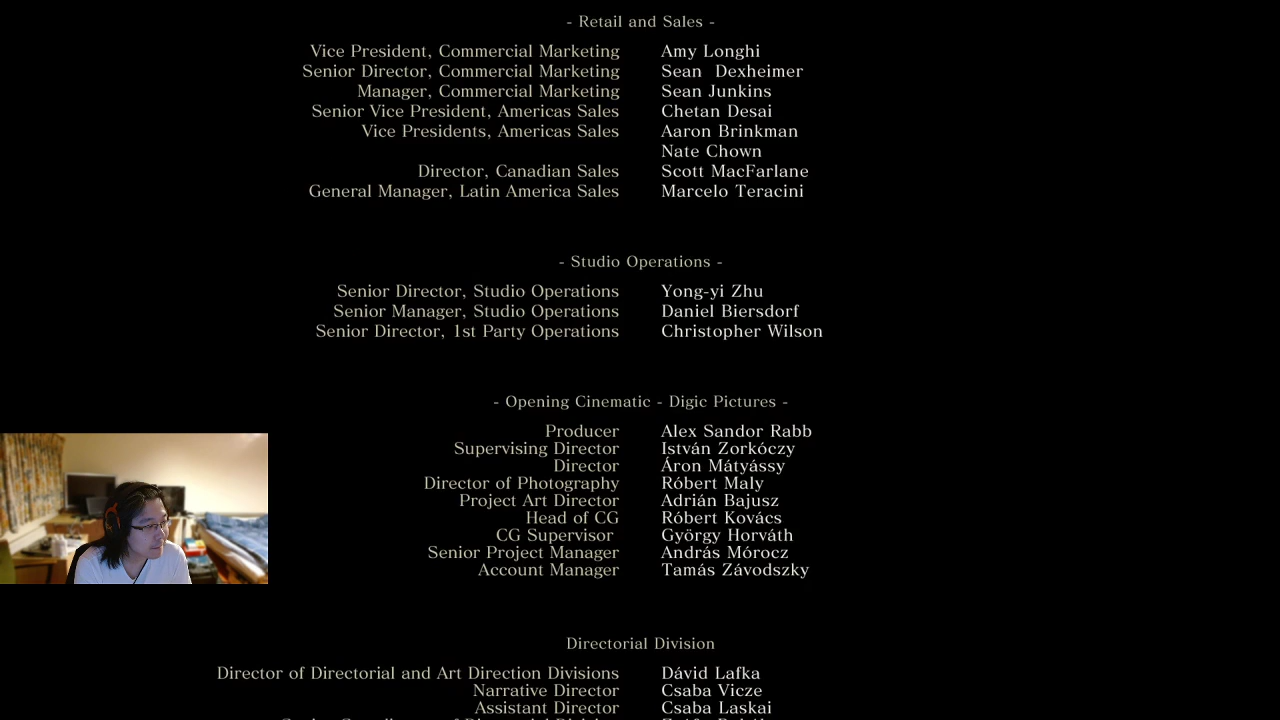 - Retail and Sales -
Vice President, Commercial Marketing Amy Longhi
Senior Director, Commercial Marketing Sean Dexheimer
Manager, Commercial Marketing Sean Junkins
Senior Vice President, Americas Sales Chetan Desai
Vice Presidents, Americas Sales Aaron Brinkman
Nate Chown
Director, Canadian Sales Scott MacFarlane
General Manager, Latin America Sales Marcelo Teracini
- Studio Operations -
Senior Director, Studio Operations Yong-yi Zhu
Senior Manager, Studio Operations Daniel Biersdorf
Senior Director, 1st Party Operations Christopher Wilson
- Opening Cinematic - Digic Pictures -
Producer Alex Sandor Rabb
Supervising Director István Zorkóczy
Director Áron Mátyássy
Director of Photography Róbert Maly
Project Art Director Adrián Bajusz
Head of CG Róbert Kovács
CG Supervisor György Horváth
Senior Project Manager András Mórocz
Account Manager Tamás Závodszky
Directorial Division
Director of Directorial and Art Direction Divisions Dávid Lafka
Narrative Director Csaba Vicze
Assistant Director Csaba Laskai